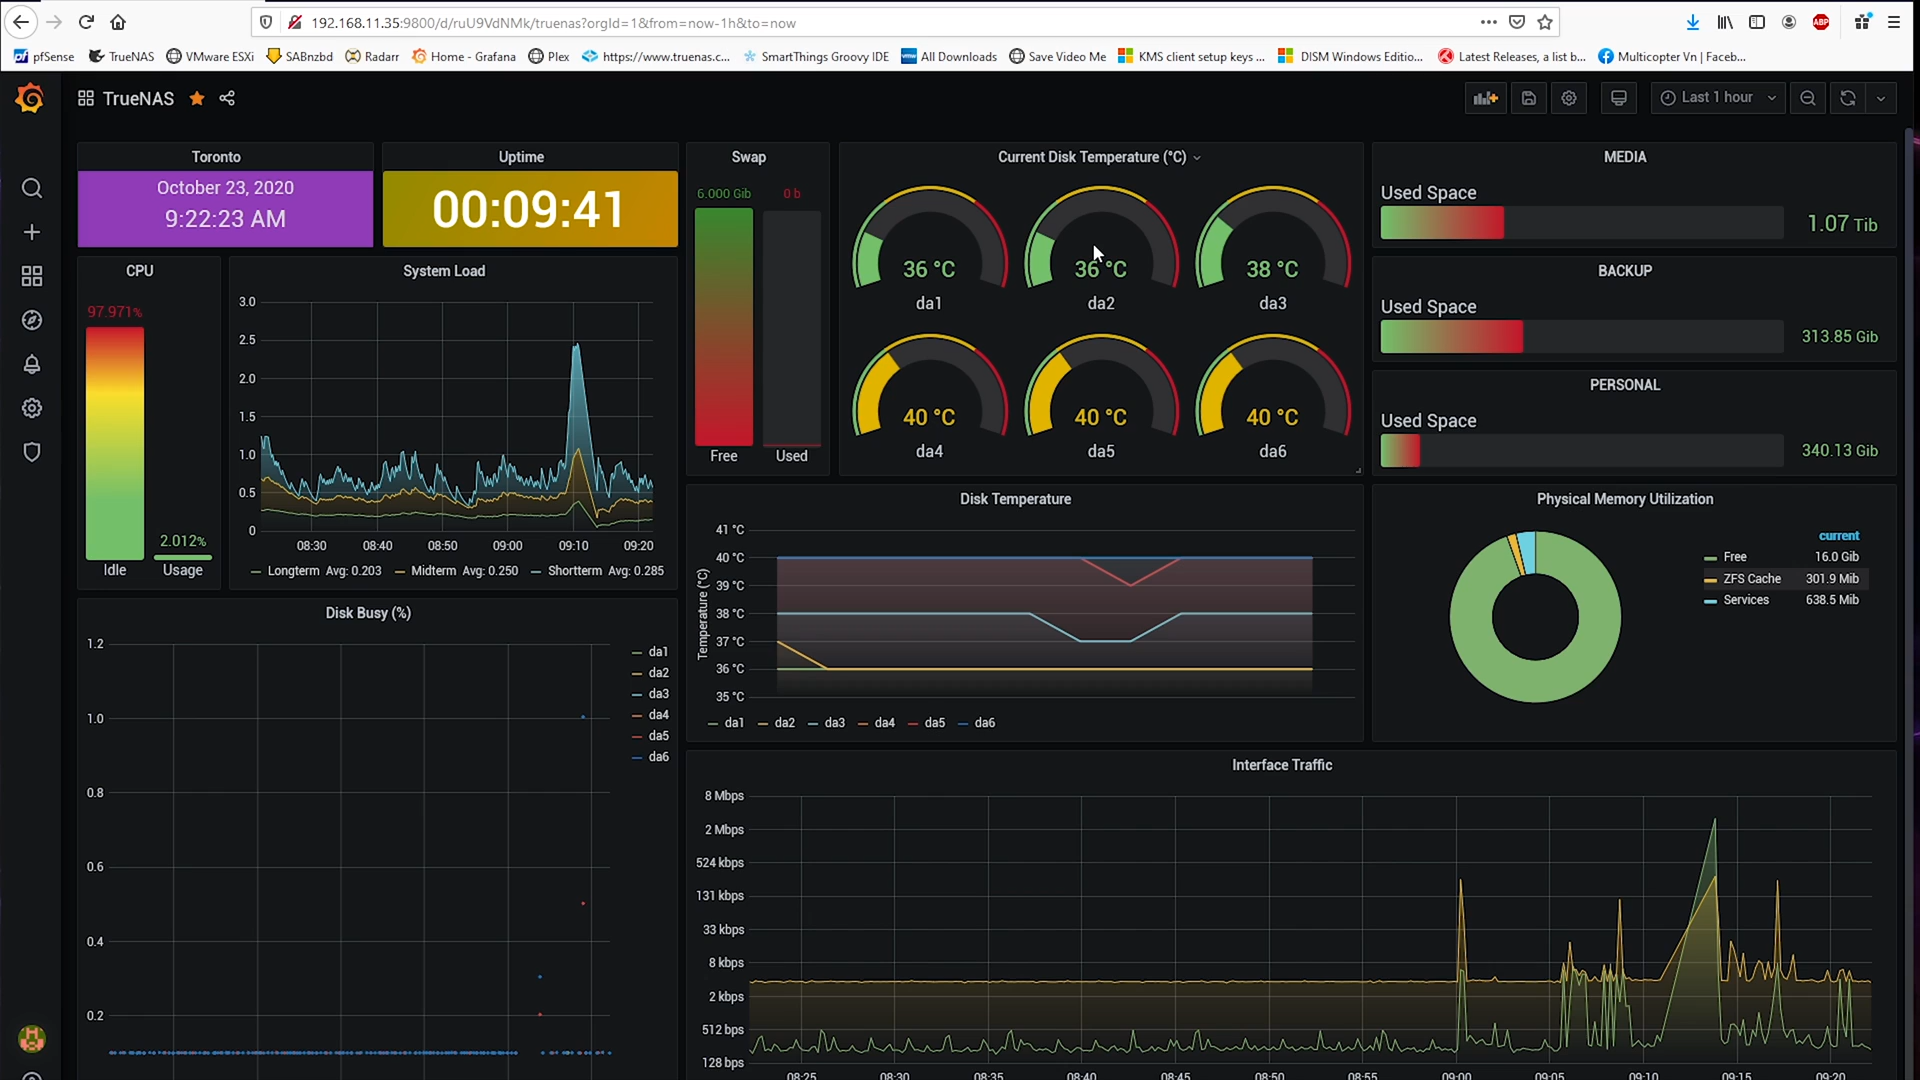 192.168.11.35:9800/d/ruU9VdNMk/truenas?orgId=1&from=now-1h&to=now
ABP
pf pfSense TrueNAS VMware ESXi SABnzbd Radarr Home - Grafana Plex https://www.truenas.c... SmartThings Groovy IDE vmw All Downloads Save Video Me KMS client setup keys ... DISM Windows Editio... Latest Releases, a list b... Multicopter Vn | Faceb...
TrueNAS
Last 1 hour
Toronto
October 23, 2020
9:22:23 AM
Uptime
00:09:41
Swap
6.000 Gib 0 b
Free Used
Current Disk Temperature (°C)
36 °C 36 °C 38 °C
da1 da2 da3
40 °C 40 °C 40 °C
da4 da5 da6
MEDIA
Used Space
1.07 Tib
BACKUP
Used Space
313.85 Gib
PERSONAL
Used Space
340.13 Gib
CPU
97.971%
2.012%
Idle Usage
System Load
3.0
2.5
2.0
1.5
1.0
0.5
0
08:30 08:40 08:50 09:00 09:10 09:20
Longterm Avg: 0.203 Midterm Avg: 0.250 Shortterm Avg: 0.285
Disk Temperature
Temperature (°C)
41 °C
40 °C
39 °C
38 °C
37 °C
36 °C
35 °C
da1 da2 da3 da4 da5 da6
Physical Memory Utilization
current
Free 16.0 Gib
ZFS Cache 301.9 Mib
Services 638.5 Mib
Disk Busy (%)
1.2
1.0
0.8
0.6
0.4
0.2
da1
da2
da3
da4
da5
da6
Interface Traffic
8 Mbps
2 Mbps
524 kbps
131 kbps
33 kbps
8 kbps
2 kbps
512 bps
128 bps
08:25 08:30 08:35 08:40 08:45 08:50 08:55 09:00 09:05 09:10 09:15 09:20